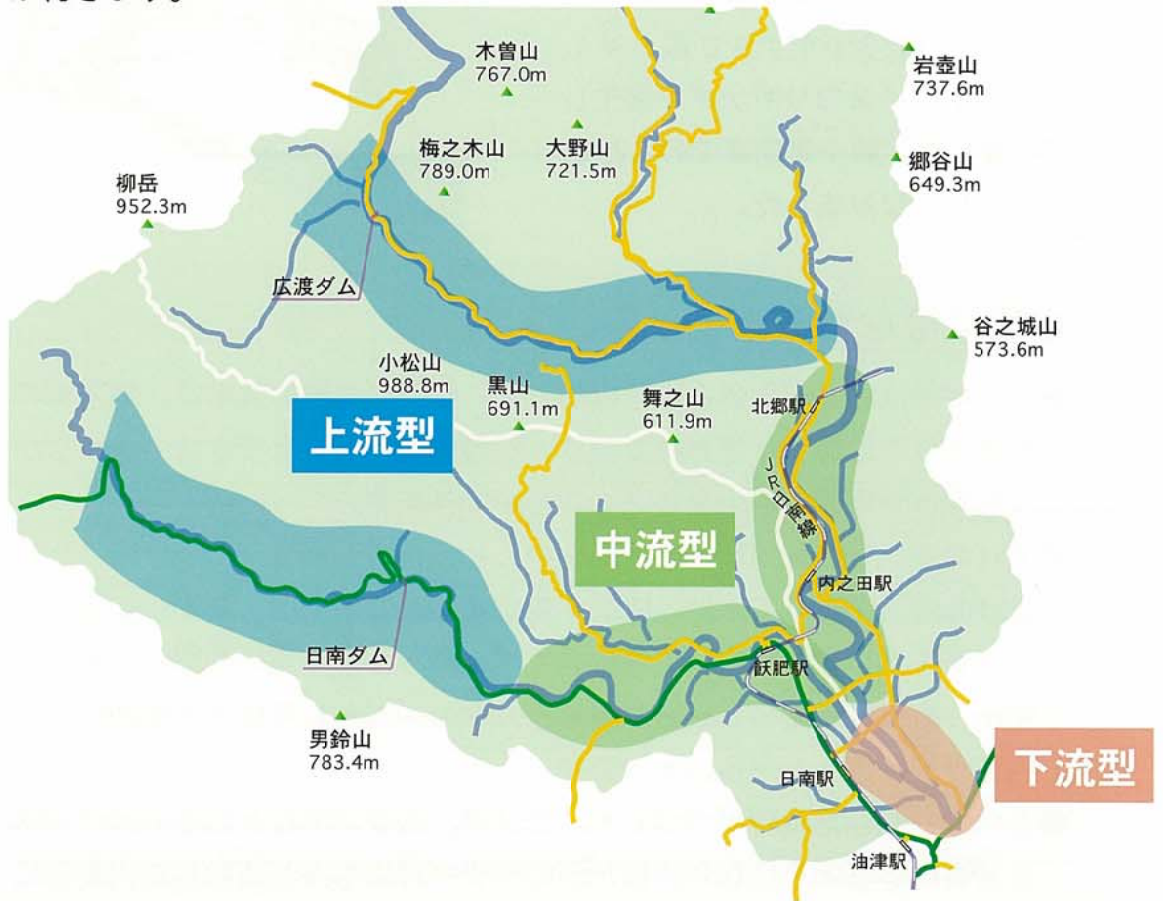 木曽山
767.0m
岩壺山
737.6m
梅之木山
789.0m
大野山
721.5m
郷谷山
649.3m
柳岳
952.3m
広渡ダム
谷之城山
573.6m
小松山
988.8m
黒山
691.1m
舞之山
611.9m
北郷駅
上流型
JR日南線
中流型
内之田駅
日南ダム
飫肥駅
男鈴山
783.4m
日南駅
下流型
油津駅